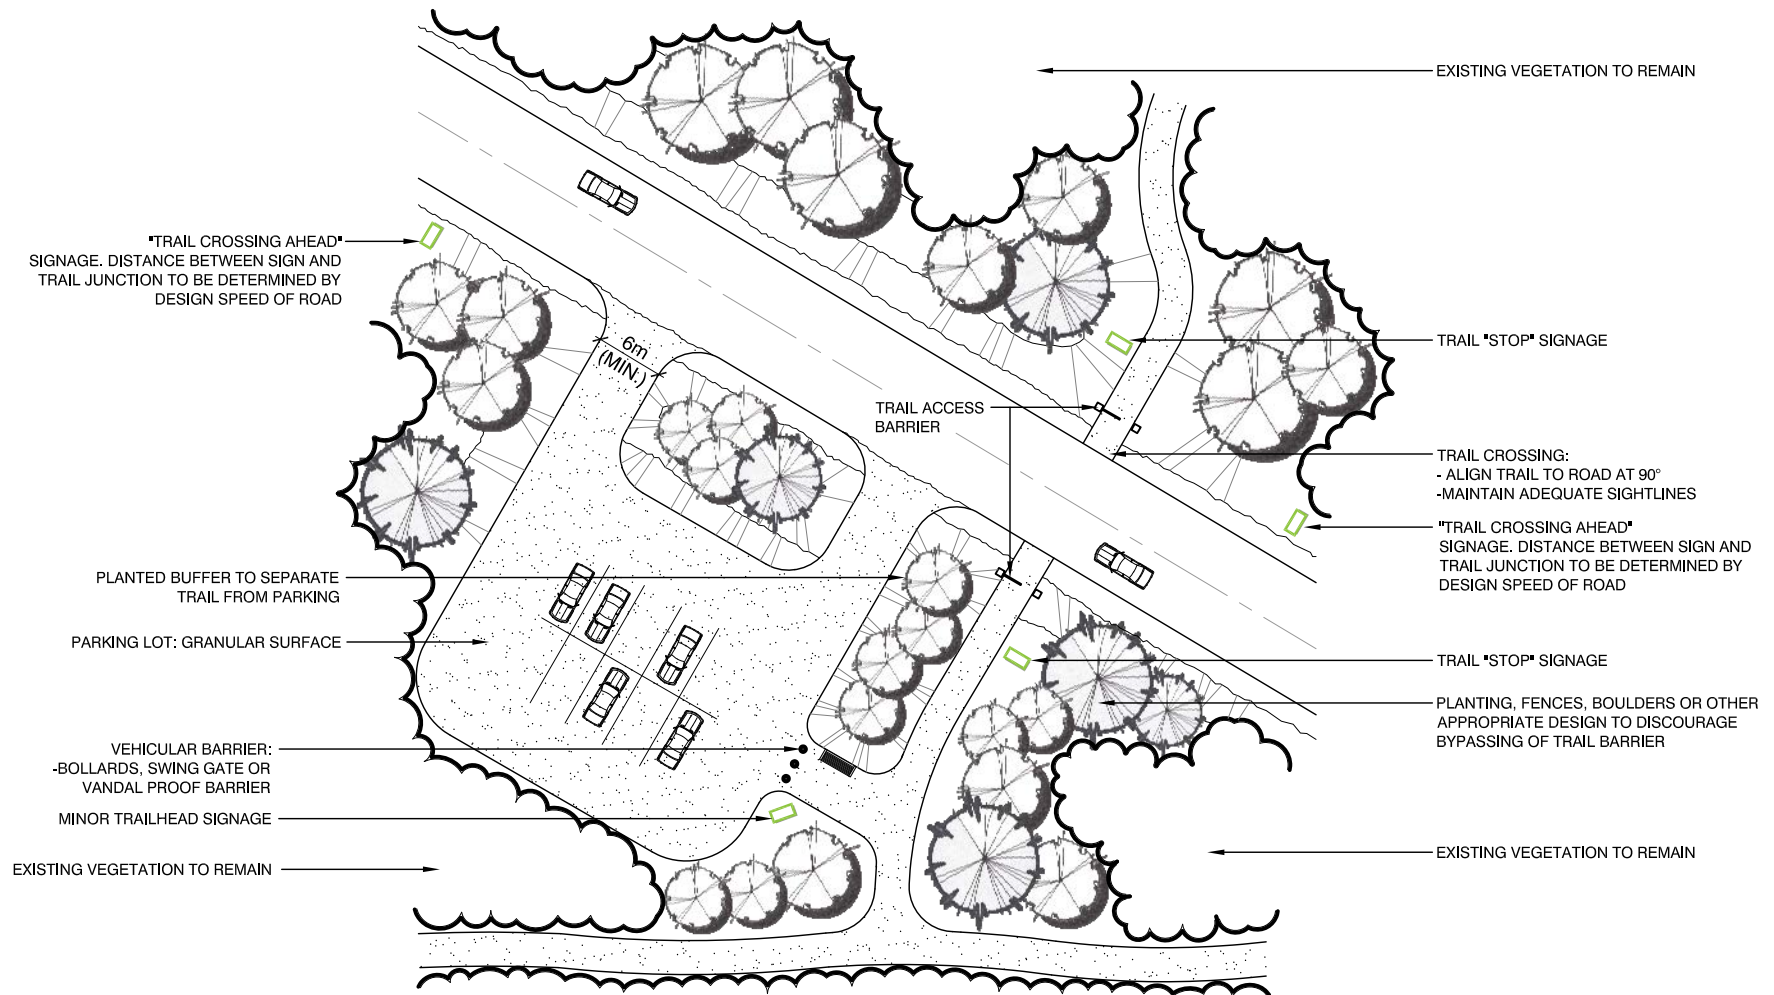 EXISTING VEGETATION TO REMAIN
"TRAIL CROSSING AHEAD"
SIGNAGE. DISTANCE BETWEEN SIGN AND
TRAIL JUNCTION TO BE DETERMINED BY
DESIGN SPEED OF ROAD
6m
(MIN.)
TRAIL "STOP" SIGNAGE
TRAIL ACCESS
BARRIER
TRAIL CROSSING:
- ALIGN TRAIL TO ROAD AT 90°
-MAINTAIN ADEQUATE SIGHTLINES
"TRAIL CROSSING AHEAD"
SIGNAGE. DISTANCE BETWEEN SIGN AND
TRAIL JUNCTION TO BE DETERMINED BY
DESIGN SPEED OF ROAD
PLANTED BUFFER TO SEPARATE
TRAIL FROM PARKING
PARKING LOT: GRANULAR SURFACE
TRAIL "STOP" SIGNAGE
PLANTING, FENCES, BOULDERS OR OTHER
APPROPRIATE DESIGN TO DISCOURAGE
BYPASSING OF TRAIL BARRIER
VEHICULAR BARRIER:
-BOLLARDS, SWING GATE OR
VANDAL PROOF BARRIER
MINOR TRAILHEAD SIGNAGE
EXISTING VEGETATION TO REMAIN
EXISTING VEGETATION TO REMAIN